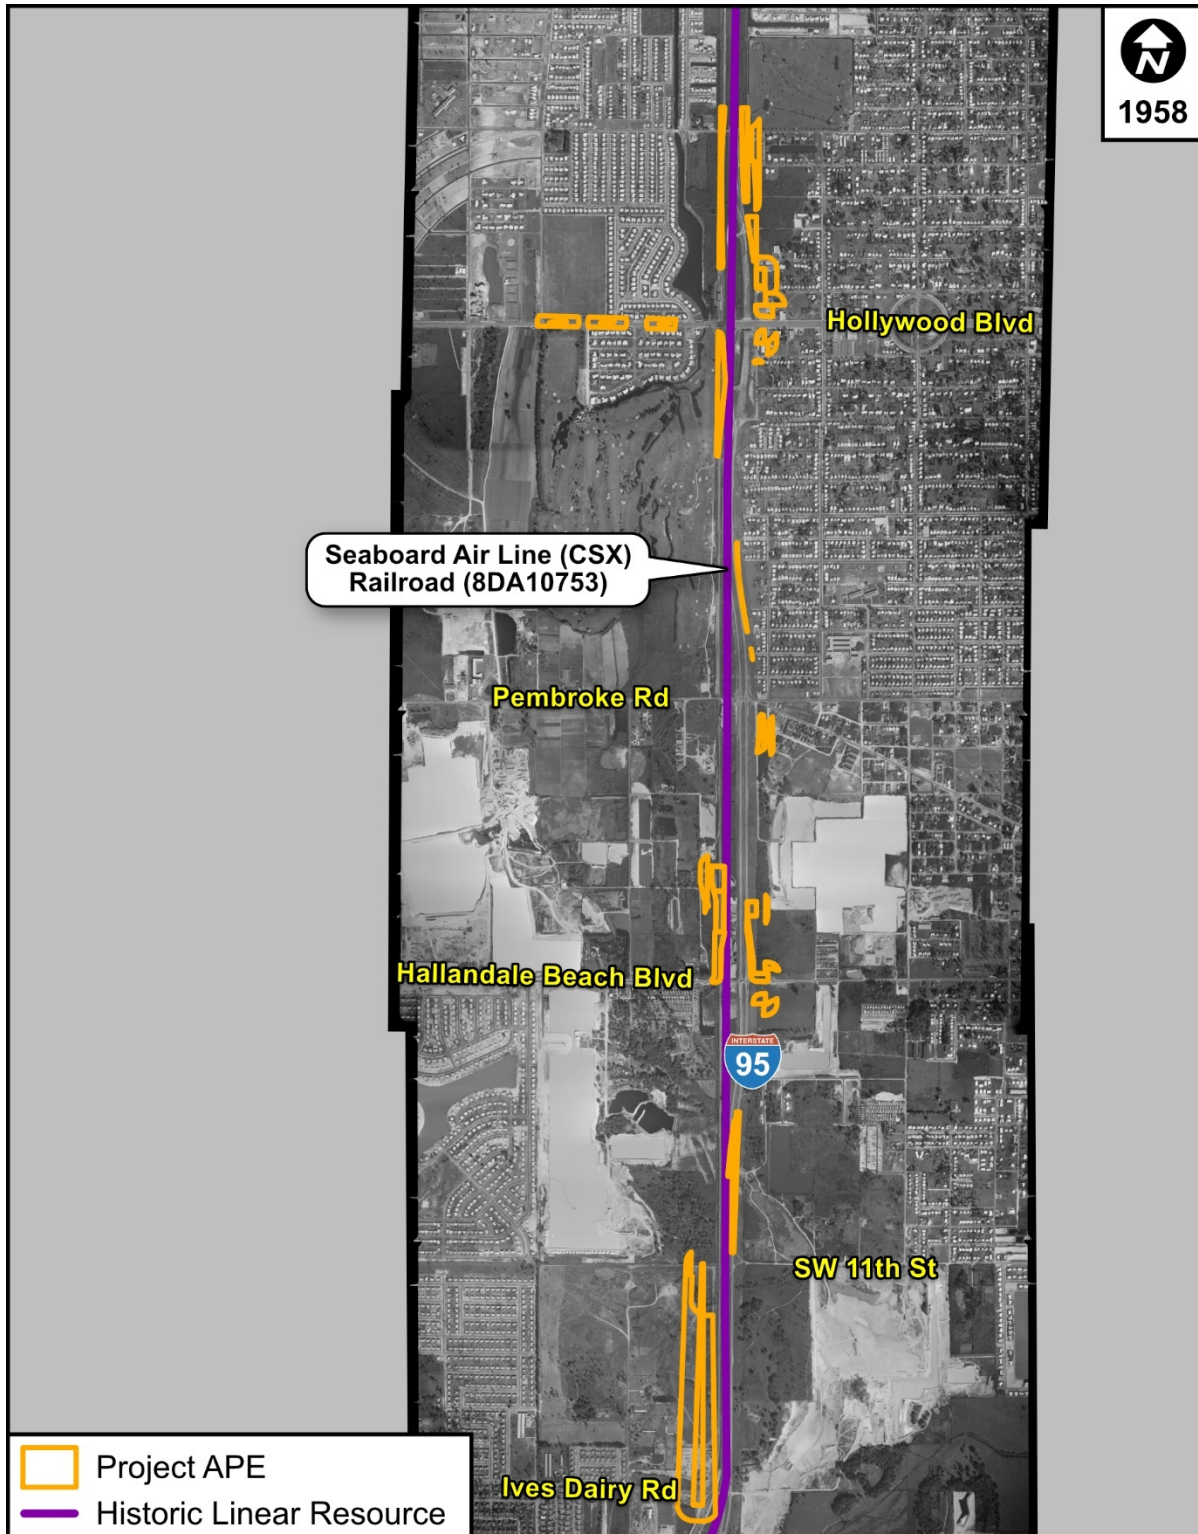 N
1958
Hollywood Blvd
Seaboard Air Line (CSX)
Railroad (8DA10753)
Pembroke Rd
Hallandale Beach Blvd
INTERSTATE
95
SW 11th St
Ives Dairy Rd
Project APE
Historic Linear Resource